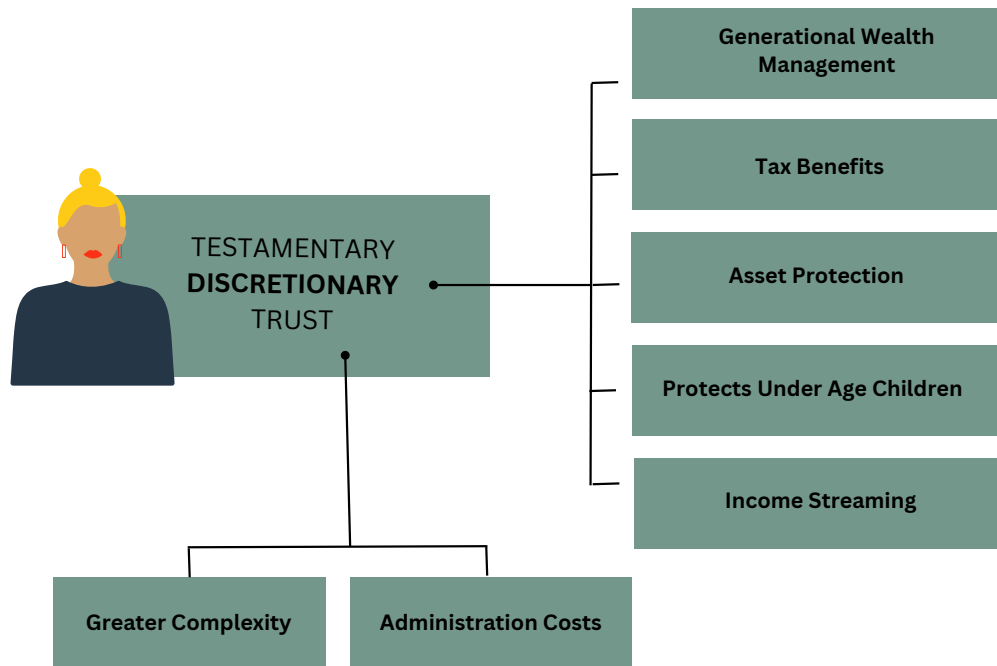 TESTAMENTARY
DISCRETIONARY
TRUST
Generational Wealth
Management
Tax Benefits
Asset Protection
Protects Under Age Children
Income Streaming
Greater Complexity
Administration Costs